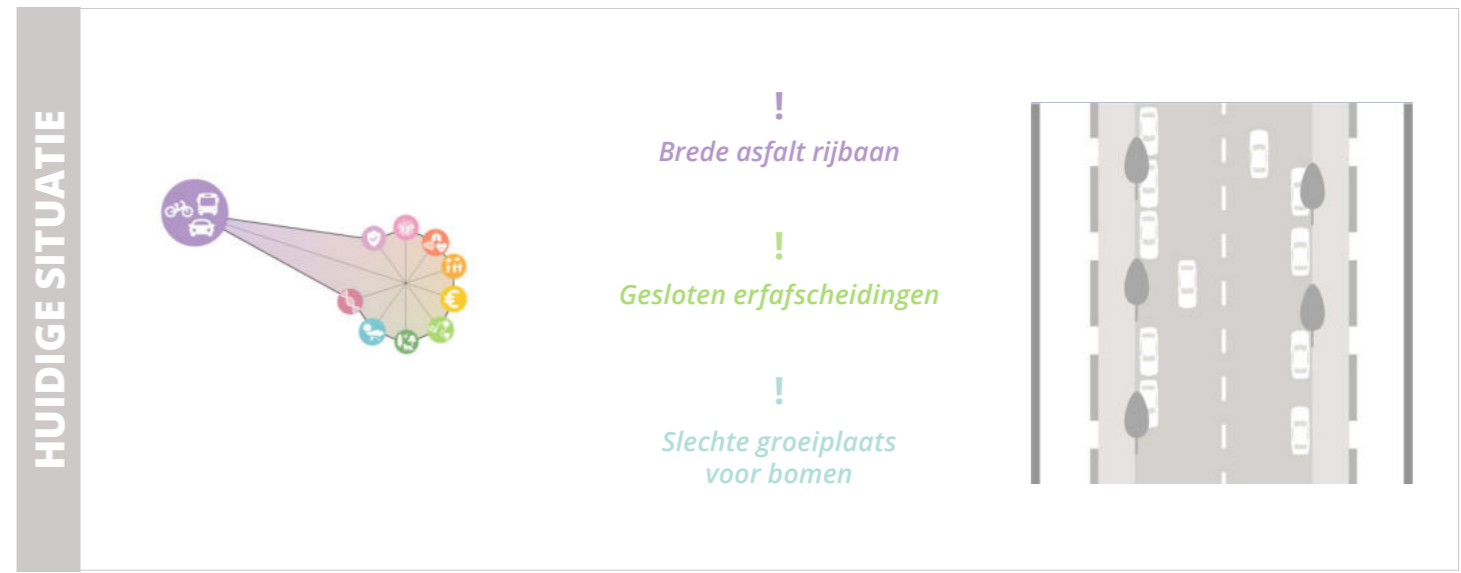 HUIDIGE SITUATIE
!
Brede asfalt rijbaan
!
Gesloten erfafscheidingen
!
Slechte groeiplaats
voor bomen
€